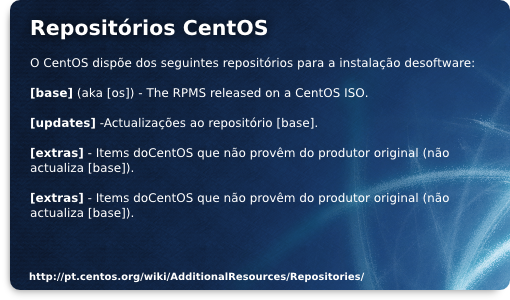 Repositórios CentOS
O CentOS dispõe dos seguintes repositórios para a instalação desoftware:
[base] (aka [os]) - The RPMS released on a CentOS ISO.
[updates] -Actualizações ao repositório [base].
[extras] - Items doCentOS que não provêm do produtor original (não
actualiza [base]).
[extras] - Items doCentOS que não provêm do produtor original (não
actualiza [base]).
http://pt.centos.org/wiki/AdditionalResources/Repositories/